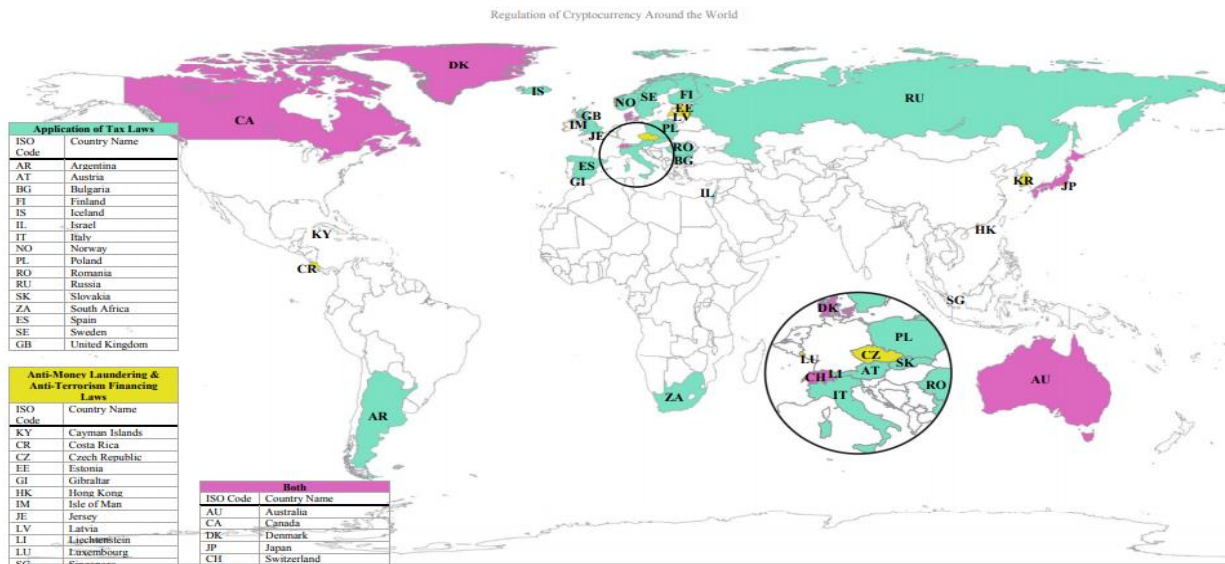 Regulation of Cryptocurrency Around the World
DK
IS
CA
NO
SE
FI
EE
LV
RU
GB
IM
JE
PL
RO
BG
ES
GI
IL
KR
JP
HK
KY
CR
SG
AR
ZA
AU
DK
PL
LU
CZ
SK
AT
CH
LI
RO
IT
Application of Tax Laws
ISO Code Country Name
AR Argentina
AT Austria
BG Bulgaria
FI Finland
IS Iceland
IL Israel
IT Italy
NO Norway
PL Poland
RO Romania
RU Russia
SK Slovakia
ZA South Africa
ES Spain
SE Sweden
GB United Kingdom
Anti-Money Laundering &
Anti-Terrorism Financing
Laws
ISO Code Country Name
KY Cayman Islands
CR Costa Rica
CZ Czech Republic
EE Estonia
GI Gibraltar
HK Hong Kong
IM Isle of Man
JE Jersey
LV Latvia
LI Liechtenstein
LU Luxembourg
Both
ISO Code Country Name
AU Australia
CA Canada
DK Denmark
JP Japan
CH Switzerland